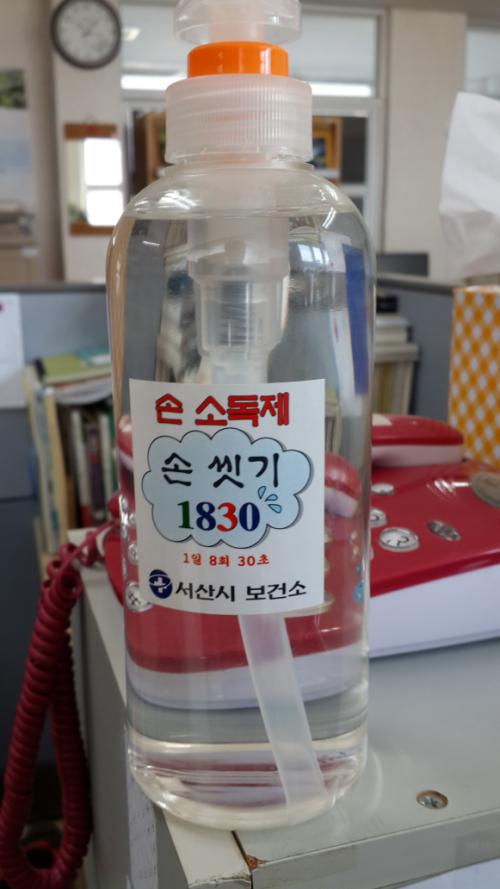 손 소독제
손 씻기
1830
1일 8회 30초
서산시 보건소